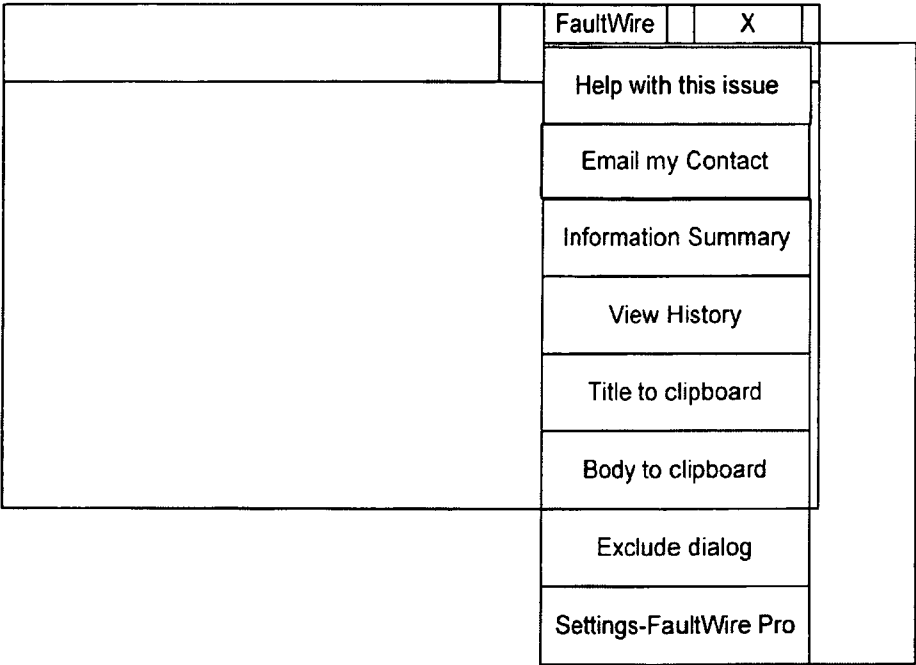 FaultWire X
Help with this issue
Email my Contact
Information Summary
View History
Title to clipboard
Body to clipboard
Exclude dialog
Settings-FaultWire Pro